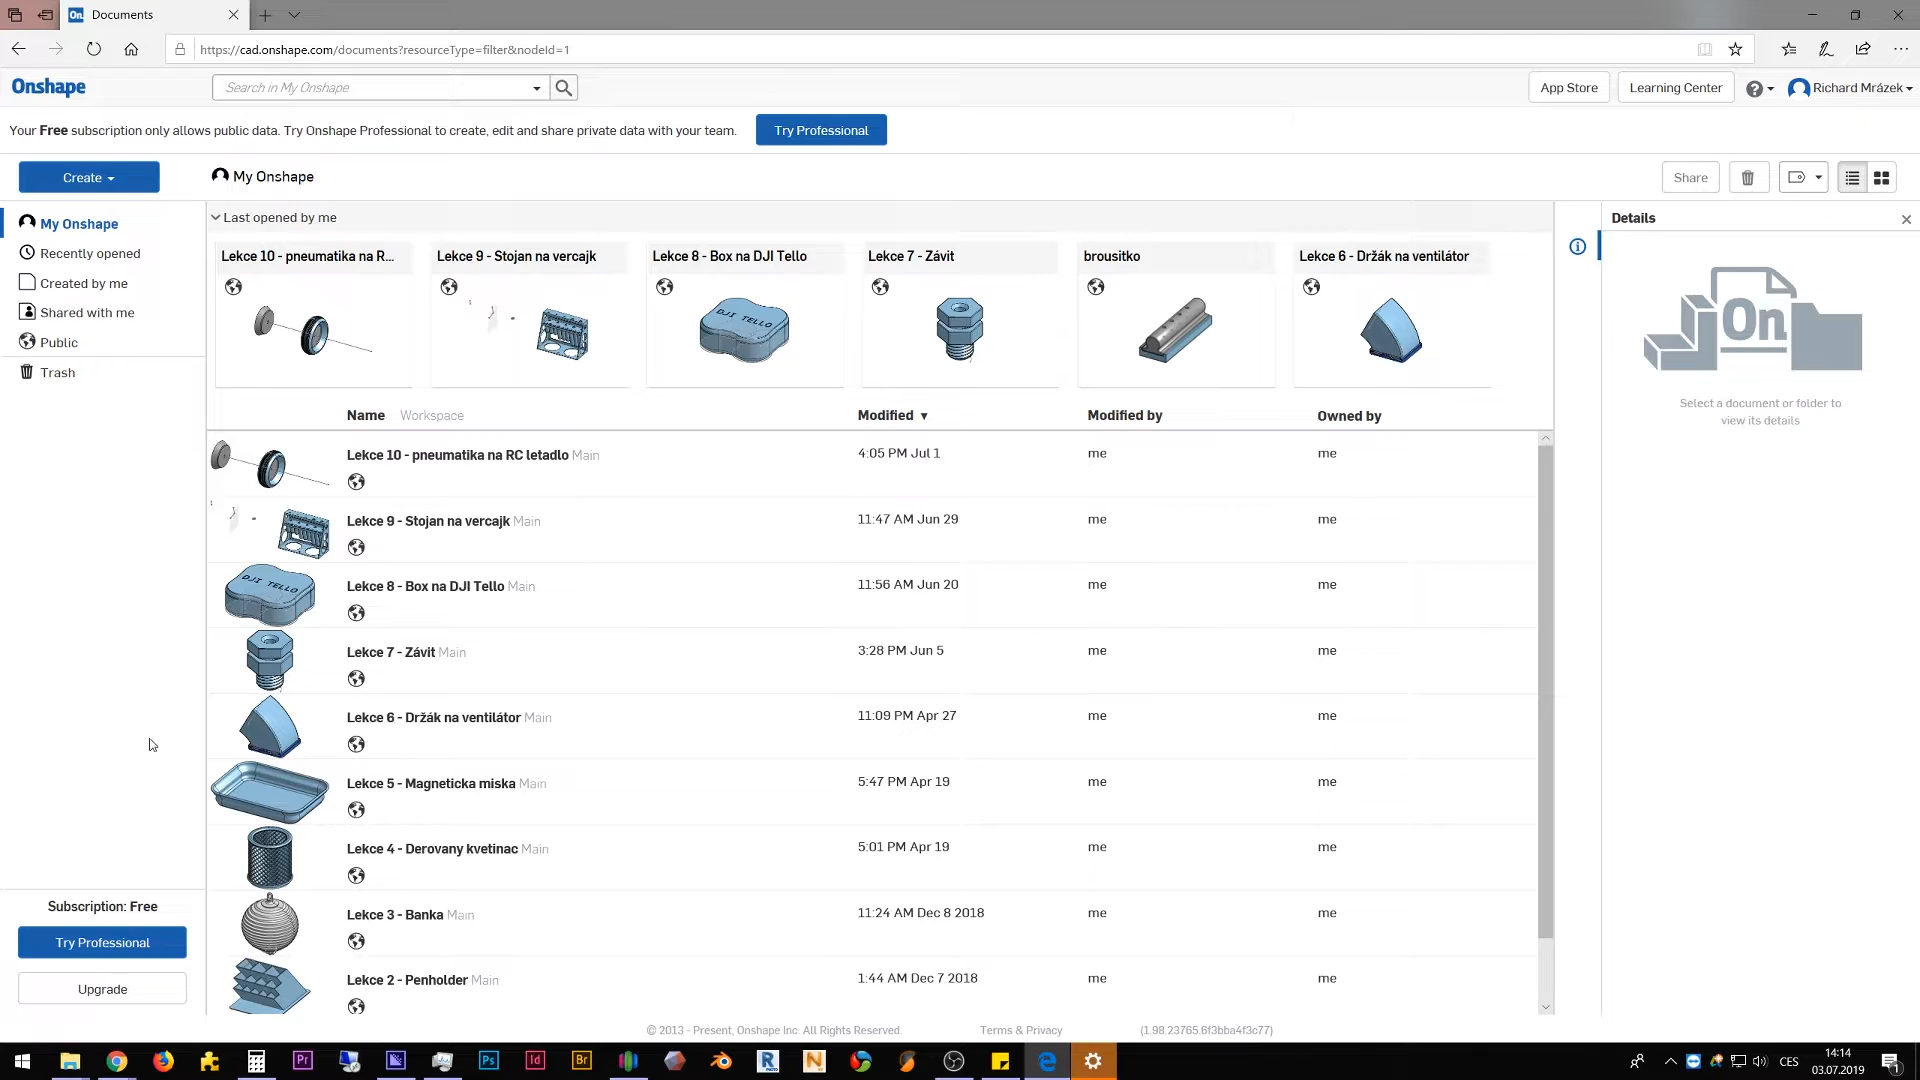 Documents
https://cad.onshape.com/documents?resourceType=filter&nodeId=1
Onshape
Search in My Onshape
App Store
Learning Center
Richard Mrázek
Your Free subscription only allows public data. Try Onshape Professional to create, edit and share private data with your team.
Try Professional
Create
My Onshape
Share
My Onshape
Recently opened
Created by me
Shared with me
Public
Trash
Last opened by me
Details
Lekce 10 - pneumatika na R...
Lekce 9 - Stojan na vercajk
Lekce 8 - Box na DJI Tello
Lekce 7 - Závit
brousitko
Lekce 6 - Držák na ventilátor
DJI TELLO
On
Select a document or folder to
view its details
Name Workspace Modified ▼ Modified by Owned by
Lekce 10 - pneumatika na RC letadlo Main 4:05 PM Jul 1 me me
Lekce 9 - Stojan na vercajk Main 11:47 AM Jun 29 me me
DJI TELLO
Lekce 8 - Box na DJI Tello Main 11:56 AM Jun 20 me me
Lekce 7 - Závit Main 3:28 PM Jun 5 me me
Lekce 6 - Držák na ventilátor Main 11:09 PM Apr 27 me me
Lekce 5 - Magneticka miska Main 5:47 PM Apr 19 me me
Lekce 4 - Derovany kvetinac Main 5:01 PM Apr 19 me me
Lekce 3 - Banka Main 11:24 AM Dec 8 2018 me me
Lekce 2 - Penholder Main 1:44 AM Dec 7 2018 me me
Subscription: Free
Try Professional
Upgrade
© 2013 - Present, Onshape Inc. All Rights Reserved. Terms & Privacy (1.98.23765.6f3bba4f3c77)
Pr
Ps
Id
Br
R
N
CES
14:14
03.07.2019
1